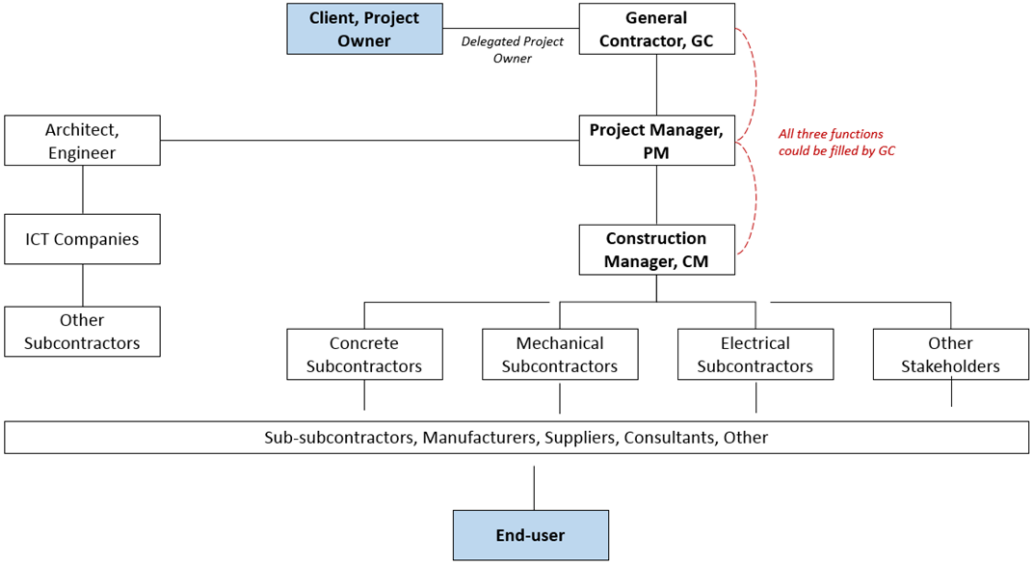 Client, Project
Owner
Delegated Project
Owner
General
Contractor, GC
Architect,
Engineer
Project Manager,
PM
All three functions
could be filled by GC
ICT Companies
Construction
Manager, CM
Other
Subcontractors
Concrete
Subcontractors
Mechanical
Subcontractors
Electrical
Subcontractors
Other
Stakeholders
Sub-subcontractors, Manufacturers, Suppliers, Consultants, Other
End-user